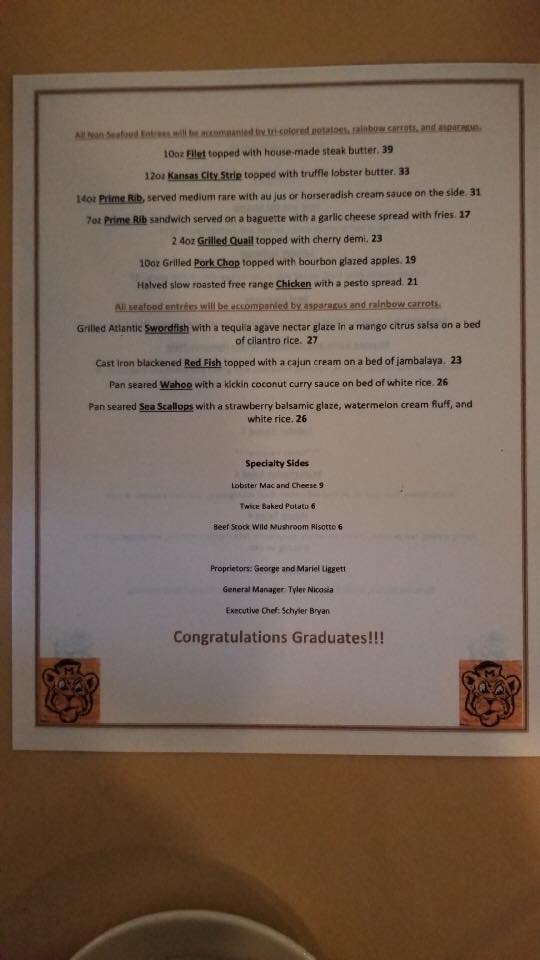 All Non Seafood Entrees will be accompanied by tri-colored potatoes, rainbow carrots, and asparagus.
10oz Filet topped with house-made steak butter. 39
12oz Kansas City Strip topped with truffle lobster butter. 33
14oz Prime Rib, served medium rare with au jus or horseradish cream sauce on the side. 31
7oz Prime Rib sandwich served on a baguette with a garlic cheese spread with fries. 17
2 4oz Grilled Quail topped with cherry demi. 23
10oz Grilled Pork Chop topped with bourbon glazed apples. 19
Halved slow roasted free range Chicken with a pesto spread. 21
All seafood entrées will be accompanied by asparagus and rainbow carrots.
Grilled Atlantic Swordfish with a tequila agave nectar glaze in a mango citrus salsa on a bed
of cilantro rice. 27
Cast iron blackened Red Fish topped with a cajun cream on a bed of jambalaya. 23
Pan seared Wahoo with a kickin coconut curry sauce on bed of white rice. 26
Pan seared Sea Scallops with a strawberry balsamic glaze, watermelon cream fluff, and
white rice. 26
Specialty Sides
Lobster Mac and Cheese 9
Twice Baked Potato 6
Beef Stock Wild Mushroom Risotto 6
Proprietors: George and Mariel Liggett
General Manager: Tyler Nicosia
Executive Chef: Schyler Bryan
Congratulations Graduates!!!
M M